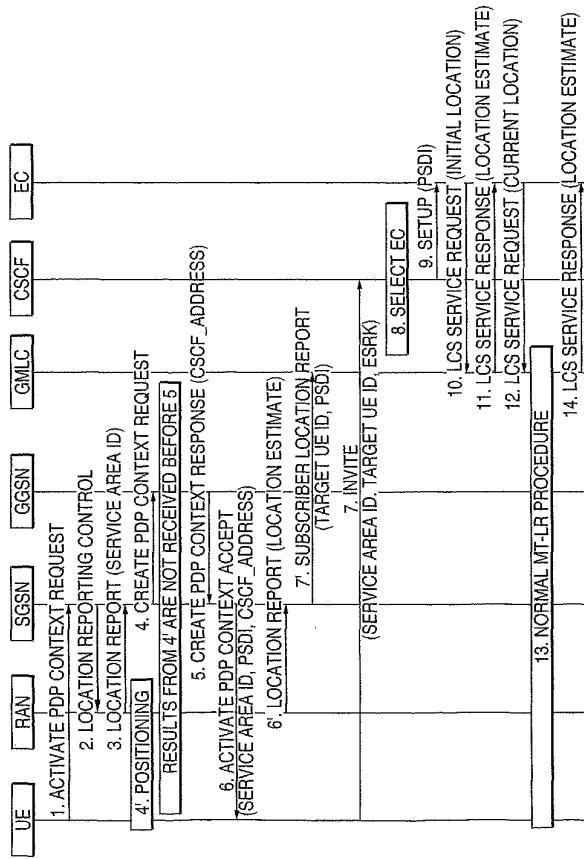 UE
RAN
SGSN
GGSN
GMLC
CSCF
EC
1. ACTIVATE PDP CONTEXT REQUEST
2. LOCATION REPORTING CONTROL
3. LOCATION REPORT (SERVICE AREA ID)
4'. POSITIONING
4. CREATE PDP CONTEXT REQUEST
RESULTS FROM 4' ARE NOT RECEIVED BEFORE 5
5. CREATE PDP CONTEXT RESPONSE (CSCF_ADDRESS)
6. ACTIVATE PDP CONTEXT ACCEPT
(SERVICE AREA ID, PSDI, CSCF_ADDRESS)
6'. LOCATION REPORT (LOCATION ESTIMATE)
7'. SUBSCRIBER LOCATION REPORT
(TARGET UE ID, PSDI)
7. INVITE
(SERVICE AREA ID, TARGET UE ID, ESRK)
8. SELECT EC
9. SETUP (PSDI)
10. LCS SERVICE REQUEST (INITIAL LOCATION)
11. LCS SERVICE RESPONSE (LOCATION ESTIMATE)
12. LCS SERVICE REQUEST (CURRENT LOCATION)
13. NORMAL MT-LR PROCEDURE
14. LCS SERVICE RESPONSE (LOCATION ESTIMATE)